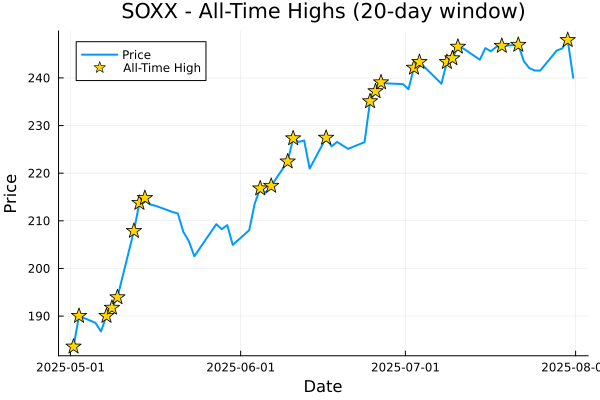 SOXX - All-Time Highs (20-day window)
Price
All-Time High
240
230
220
210
200
190
Price
2025-05-01
2025-06-01
2025-07-01
2025-08-0
Date